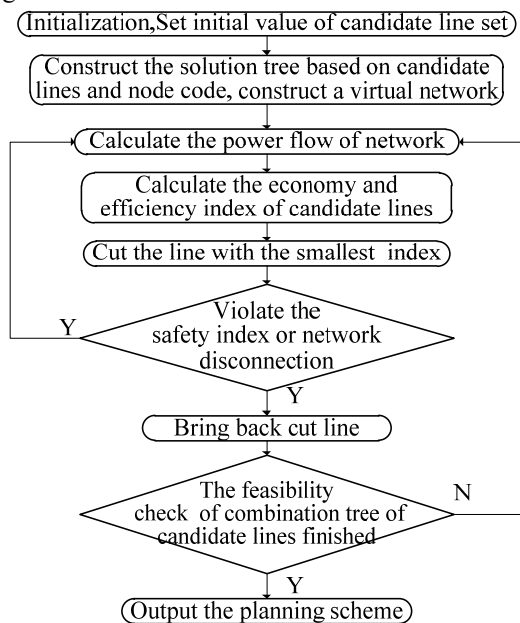 Initialization,Set initial value of candidate line set
Construct the solution tree based on candidate
lines and node code, construct a virtual network
Calculate the power flow of network
Calculate the economy and
efficiency index of candidate lines
Cut the line with the smallest index
Violate the
safety index or network
disconnection
Y
Y
Bring back cut line
The feasibility
check of combination tree of
candidate lines finished
N
Y
Output the planning scheme